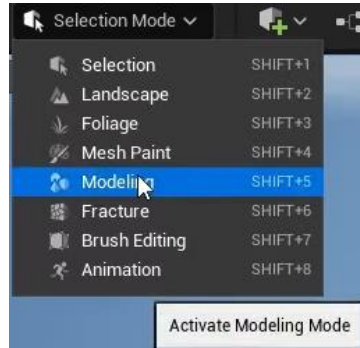 Selection Mode
Selection SHIFT+1
Landscape SHIFT+2
Foliage SHIFT+3
Mesh Paint SHIFT+4
Modeling SHIFT+5
Fracture SHIFT+6
Brush Editing SHIFT+7
Animation SHIFT+8
Activate Modeling Mode